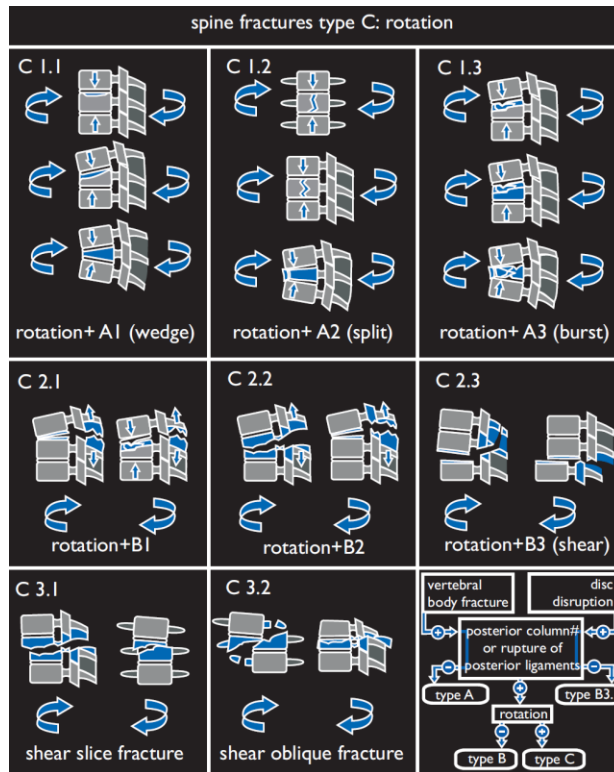 spine fractures type C: rotation
C 1.1
C 1.2
C 1.3
rotation+ A1 (wedge)
rotation+ A2 (split)
rotation+ A3 (burst)
C 2.1
C 2.2
C 2.3
rotation+B1
rotation+B2
rotation+B3 (shear)
C 3.1
C 3.2
shear slice fracture
shear oblique fracture
vertebral
body fracture
disc
disruption
+
+
posterior column#
or rupture of
posterior ligaments
−
−
+
type A
type B3.
rotation
−
+
type B
type C